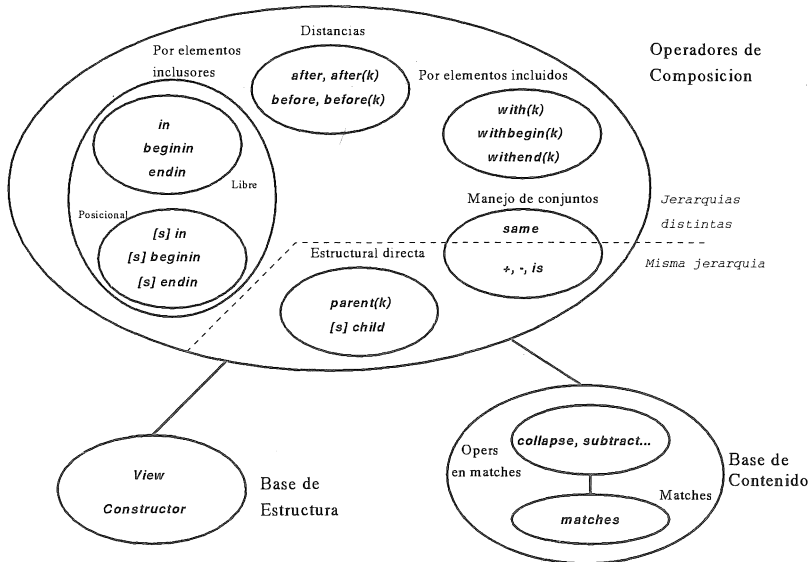 Distancias
after, after(k)
before, before(k)
Por elementos
inclusores
in
beginin
endin
Libre
Posicional
[s] in
[s] beginin
[s] endin
Por elementos incluidos
with(k)
withbegin(k)
withend(k)
Operadores de
Composicion
Manejo de conjuntos
same
+, -, is
Jerarquias
distintas
Misma jerarquia
Estructural directa
parent(k)
[s] child
View
Constructor
Base de
Estructura
Opers
en matches
collapse, subtract...
Matches
matches
Base de
Contenido